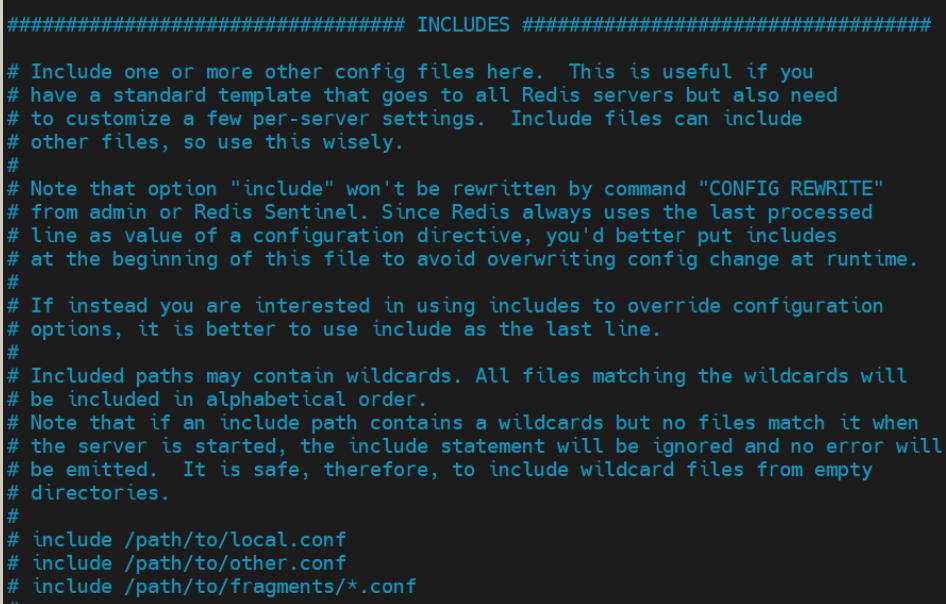 ################################## INCLUDES ###################################
# Include one or more other config files here.  This is useful if you
# have a standard template that goes to all Redis servers but also need
# to customize a few per-server settings.  Include files can include
# other files, so use this wisely.
#
# Note that option "include" won't be rewritten by command "CONFIG REWRITE"
# from admin or Redis Sentinel. Since Redis always uses the last processed
# line as value of a configuration directive, you'd better put includes
# at the beginning of this file to avoid overwriting config change at runtime.
#
# If instead you are interested in using includes to override configuration
# options, it is better to use include as the last line.
#
# Included paths may contain wildcards. All files matching the wildcards will
# be included in alphabetical order.
# Note that if an include path contains a wildcards but no files match it when
# the server is started, the include statement will be ignored and no error will
# be emitted.  It is safe, therefore, to include wildcard files from empty
# directories.
#
# include /path/to/local.conf
# include /path/to/other.conf
# include /path/to/fragments/*.conf